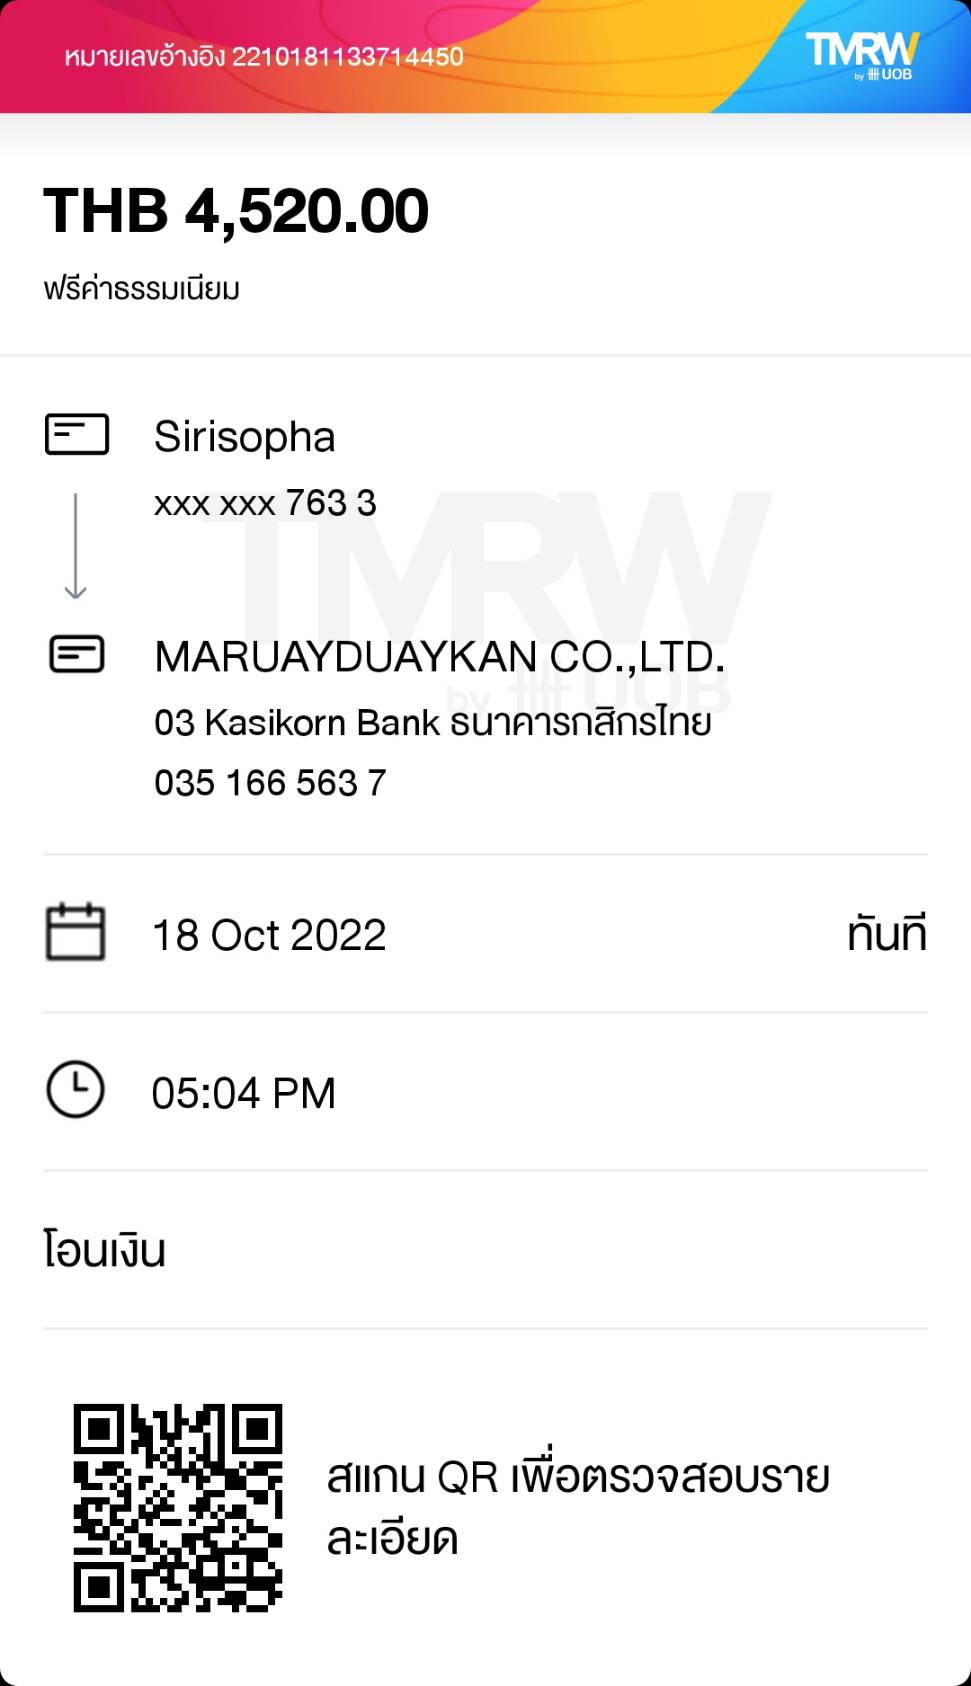 หมายเลขอ้างอิง 2210181133714450
TMRW
by UOB
THB 4,520.00
ฟรีค่าธรรมเนียม
Sirisopha
xxx xxx 763 3
MARUAYDUAYKAN CO.,LTD.
03 Kasikorn Bank ธนาคารกสิกรไทย
035 166 563 7
TMRW
by UOB
18 Oct 2022 ทันที
05:04 PM
โอนเงิน
สแกน QR เพื่อตรวจสอบราย
ละเอียด